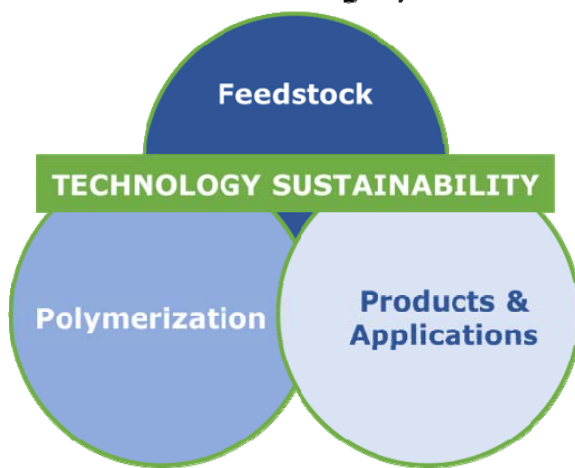 Feedstock
TECHNOLOGY SUSTAINABILITY
Polymerization
Products &
Applications